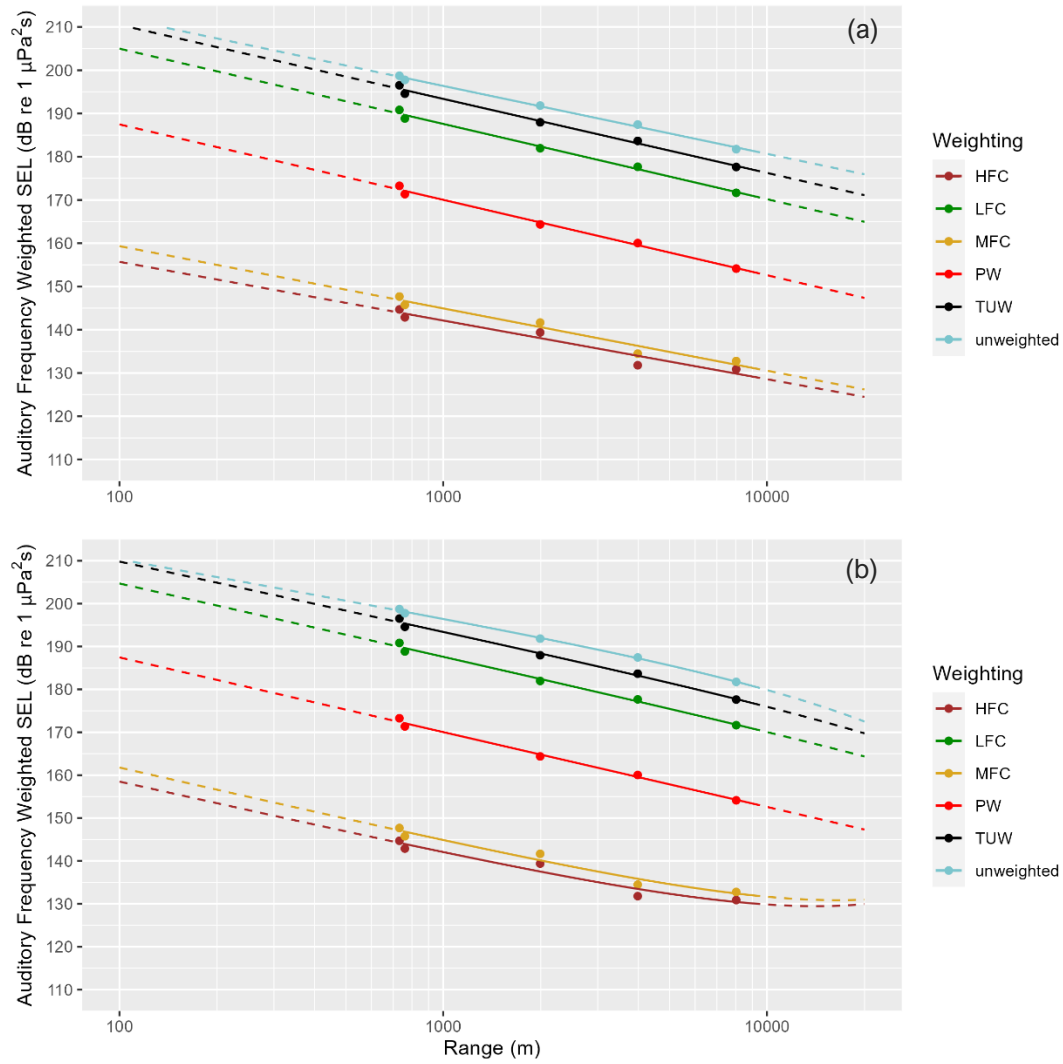 (a)
Auditory Frequency Weighted SEL (dB re 1 µPa²s)
210
200
190
180
170
160
150
140
130
120
110
100
1000
10000
Weighting
HFC
LFC
MFC
PW
TUW
unweighted
(b)
Auditory Frequency Weighted SEL (dB re 1 µPa²s)
210
200
190
180
170
160
150
140
130
120
110
100
1000
10000
Range (m)
Weighting
HFC
LFC
MFC
PW
TUW
unweighted